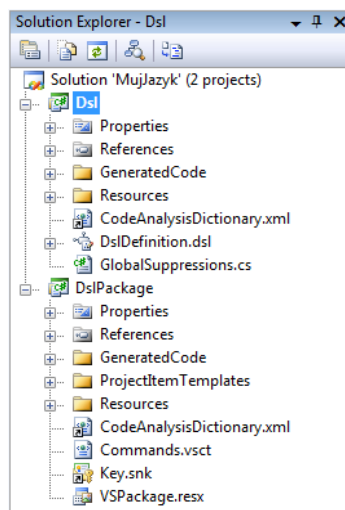 Solution Explorer - Dsl
Solution 'MujJazyk' (2 projects)
Dsl
Properties
References
GeneratedCode
Resources
CodeAnalysisDictionary.xml
DslDefinition.dsl
GlobalSuppressions.cs
DslPackage
Properties
References
GeneratedCode
ProjectItemTemplates
Resources
CodeAnalysisDictionary.xml
Commands.vsct
Key.snk
VSPackage.resx